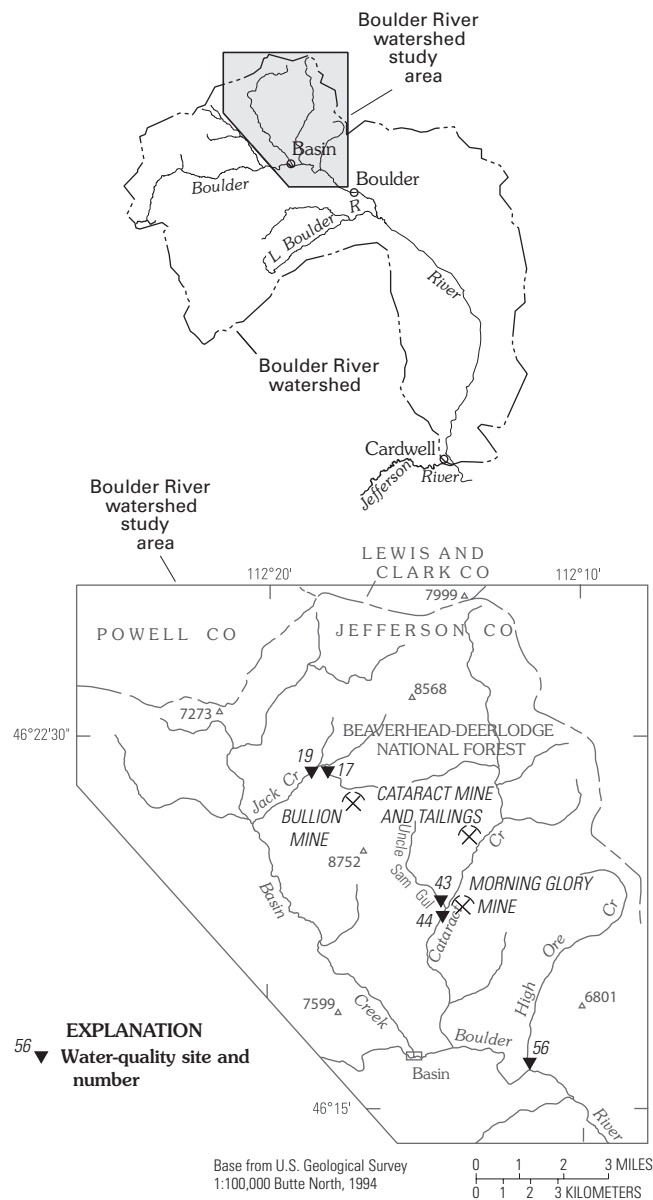 Boulder River
watershed
study
area
Basin
Boulder
Boulder
R
L Boulder
River
Boulder River
watershed
Cardwell
Jefferson
River
Boulder River
watershed
study
area
LEWIS AND
CLARK CO
112°20'
112°10'
7999
POWELL CO
JEFFERSON CO
8568
7273
46°22'30"
BEAVERHEAD-DEERLODGE
NATIONAL FOREST
19
17
Jack Cr
CATARACT MINE
AND TAILINGS
BULLION
MINE
Uncle Sam Gul
Cr
8752
43
MORNING GLORY
MINE
44
Cataract
Basin
Creek
High Ore Cr
7599
6801
EXPLANATION
56
Water-quality site and
number
Boulder
56
Basin
River
46°15'
Base from U.S. Geological Survey
1:100,000 Butte North, 1994
0 1 2 3 MILES
0 1 2 3 KILOMETERS